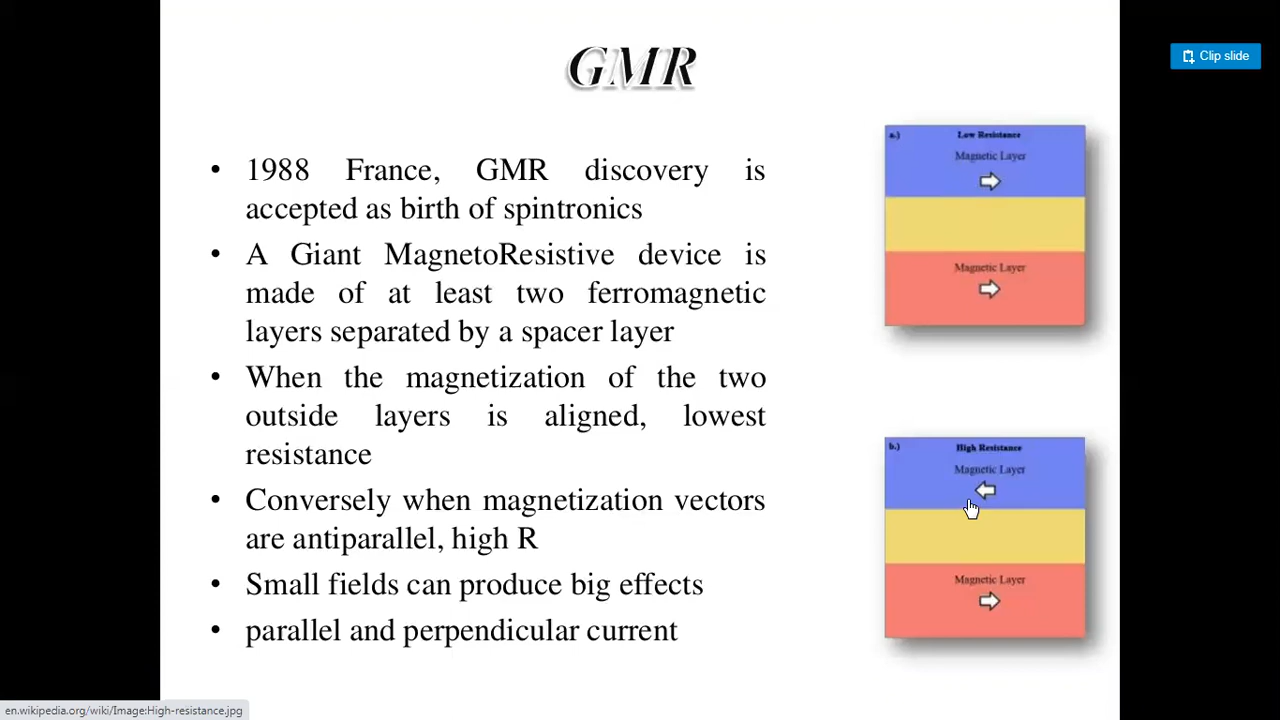 GMR
Clip slide
• 1988 France, GMR discovery is
accepted as birth of spintronics
• A Giant MagnetoResistive device is
made of at least two ferromagnetic
layers separated by a spacer layer
• When the magnetization of the two
outside layers is aligned, lowest
resistance
• Conversely when magnetization vectors
are antiparallel, high R
• Small fields can produce big effects
• parallel and perpendicular current
a.) Low Resistance
Magnetic Layer
Magnetic Layer
b.) High Resistance
Magnetic Layer
Magnetic Layer
en.wikipedia.org/wiki/Image:High-resistance.jpg